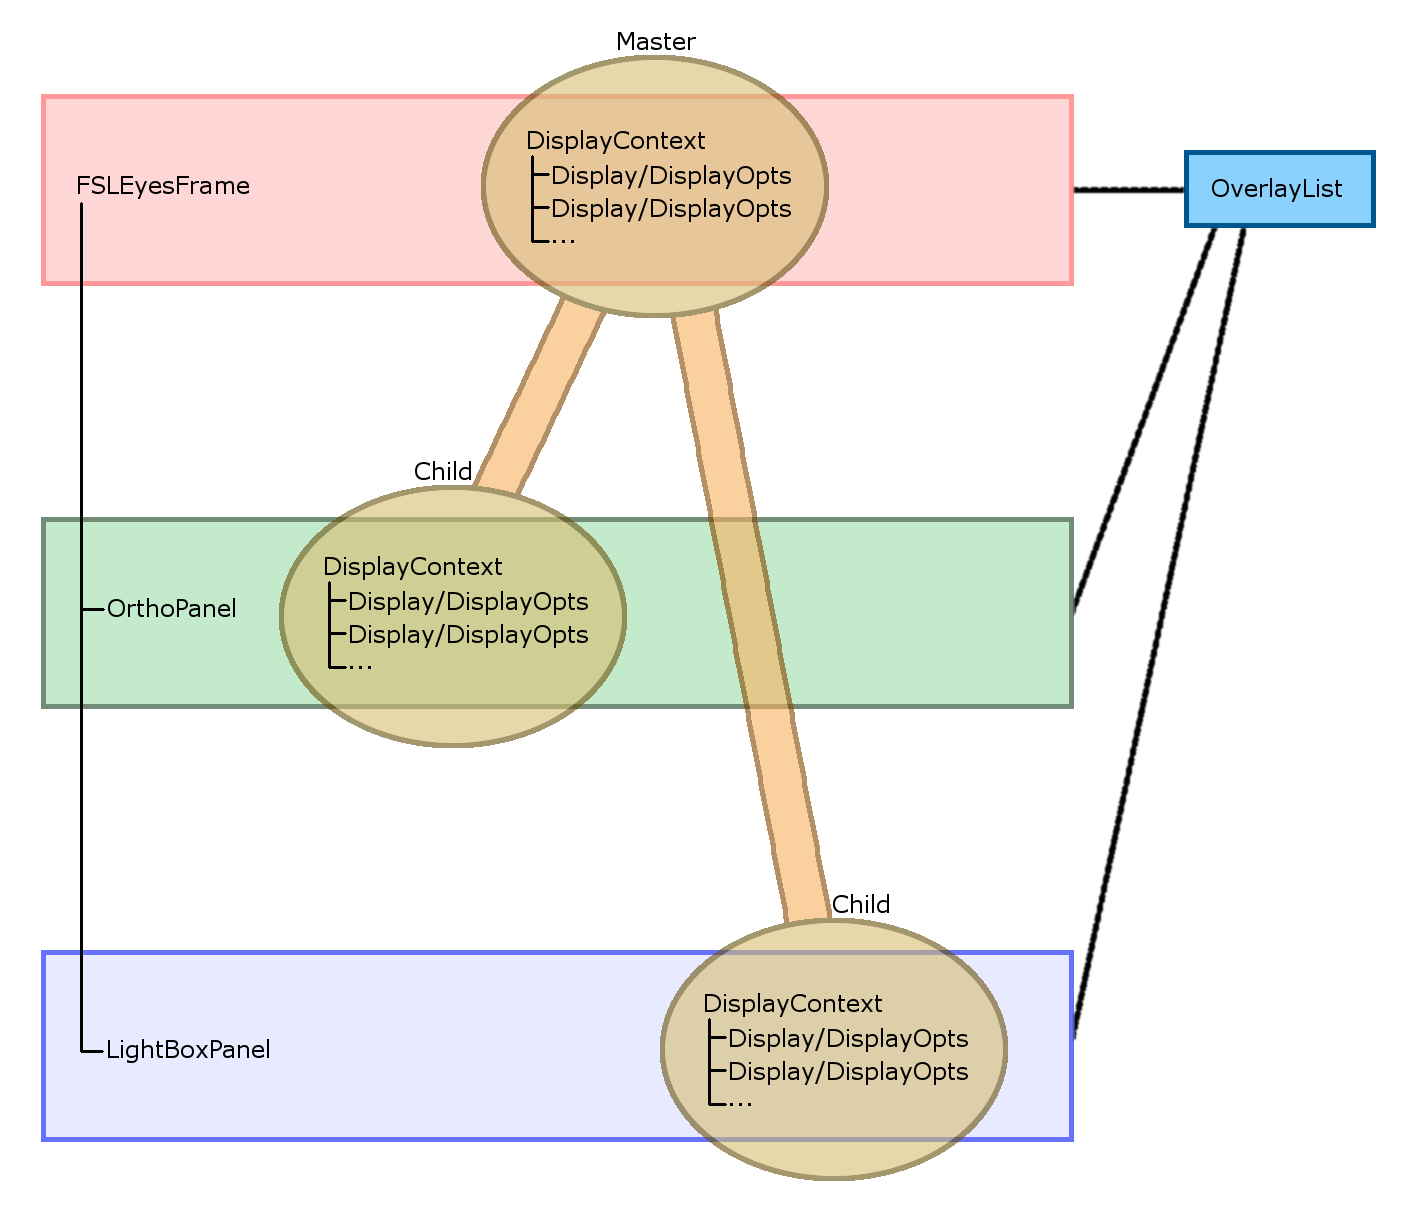 Master
DisplayContext
Display/DisplayOpts
Display/DisplayOpts
...
FSLEyesFrame
OverlayList
Child
DisplayContext
Display/DisplayOpts
Display/DisplayOpts
...
OrthoPanel
Child
DisplayContext
Display/DisplayOpts
Display/DisplayOpts
...
LightBoxPanel